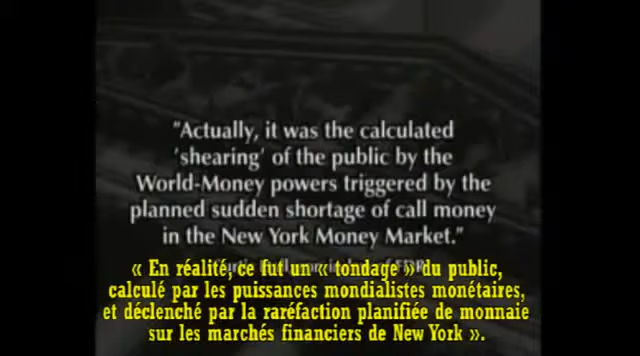 "Actually, it was the calculated
'shearing' of the public by the
World-Money powers triggered by the
planned sudden shortage of call money
in the New York Money Market."
« En réalité, ce fut un « tondage » du public,
calculé par les puissances mondialistes monétaires,
et déclenché par la raréfaction planifiée de monnaie
sur les marchés financiers de New York ».